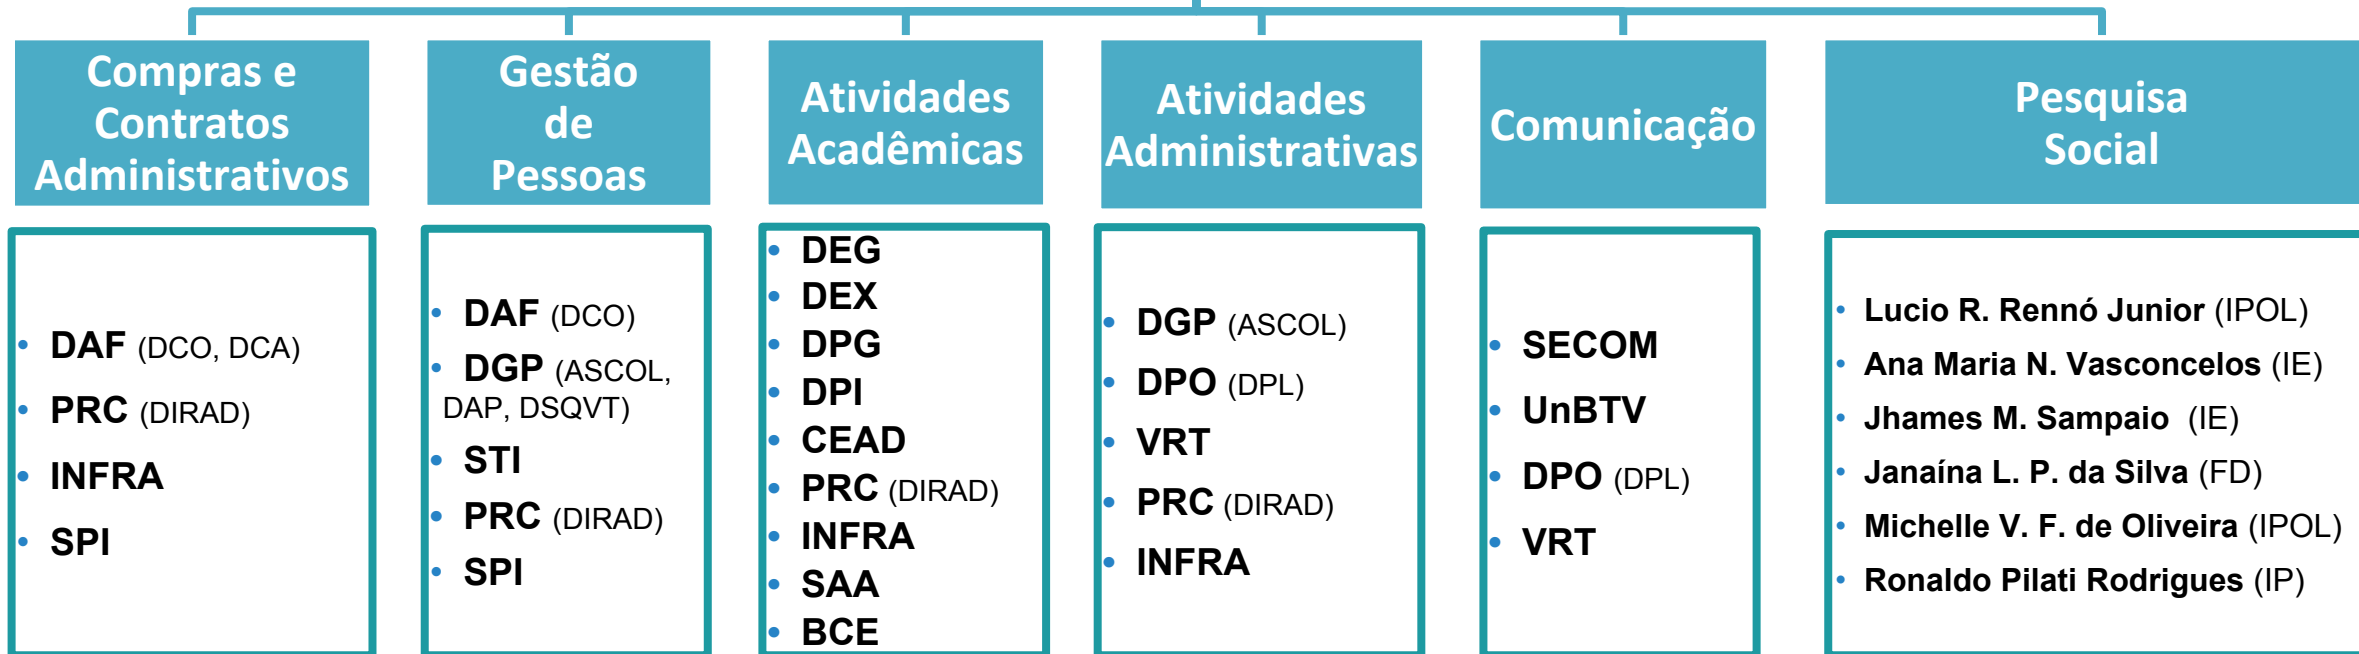 Compras e
Contratos
Administrativos
• DAF (DCO, DCA)
• PRC (DIRAD)
• INFRA
• SPI
Gestão
de
Pessoas
• DAF (DCO)
• DGP (ASCOL,
DAP, DSQVT)
• STI
• PRC (DIRAD)
• SPI
Atividades
Acadêmicas
• DEG
• DEX
• DPG
• DPI
• CEAD
• PRC (DIRAD)
• INFRA
• SAA
• BCE
Atividades
Administrativas
• DGP (ASCOL)
• DPO (DPL)
• VRT
• PRC (DIRAD)
• INFRA
Comunicação
• SECOM
• UnBTV
• DPO (DPL)
• VRT
Pesquisa
Social
• Lucio R. Rennó Junior (IPOL)
• Ana Maria N. Vasconcelos (IE)
• Jhames M. Sampaio (IE)
• Janaína L. P. da Silva (FD)
• Michelle V. F. de Oliveira (IPOL)
• Ronaldo Pilati Rodrigues (IP)